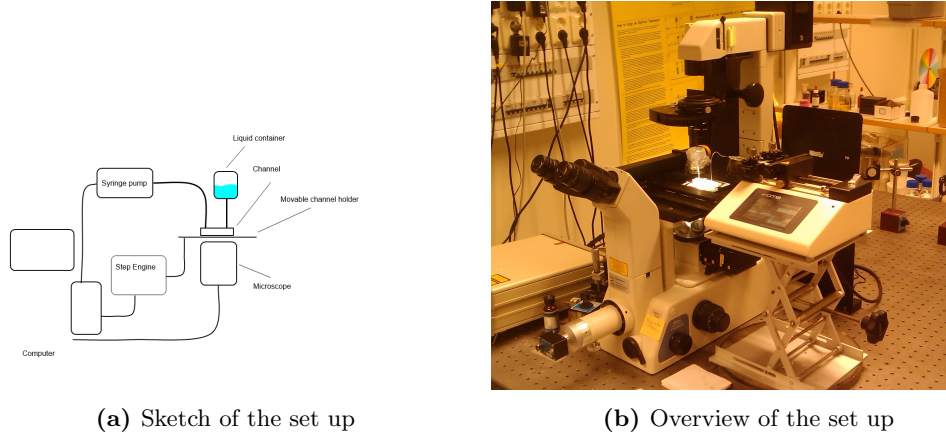 Liquid container
Channel
Syringe pump
Movable channel holder
Step Engine
Microscope
Computer
(a) Sketch of the set up
(b) Overview of the set up